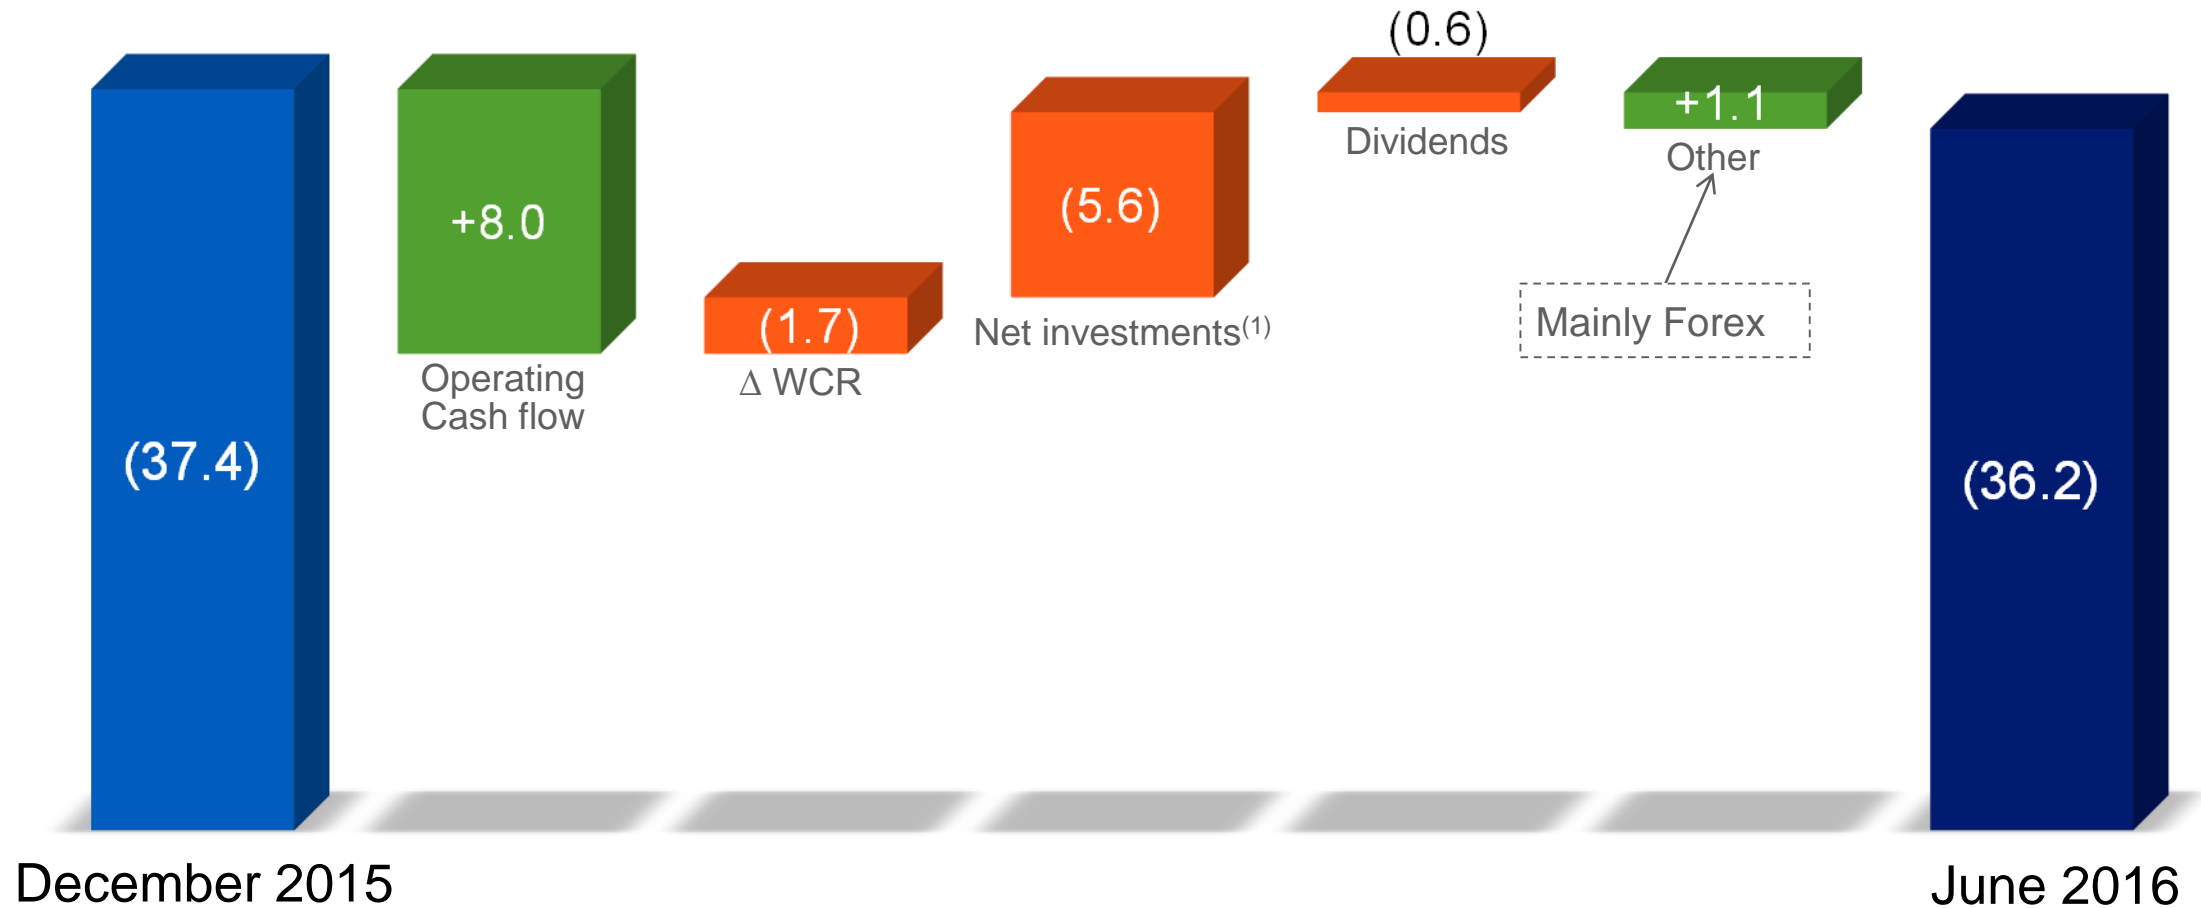 (37.4)
December 2015
+8.0
Operating
Cash flow
(1.7)
Δ WCR
(5.6)
Net investments(1)
(0.6)
Dividends
+1.1
Other
Mainly Forex
(36.2)
June 2016